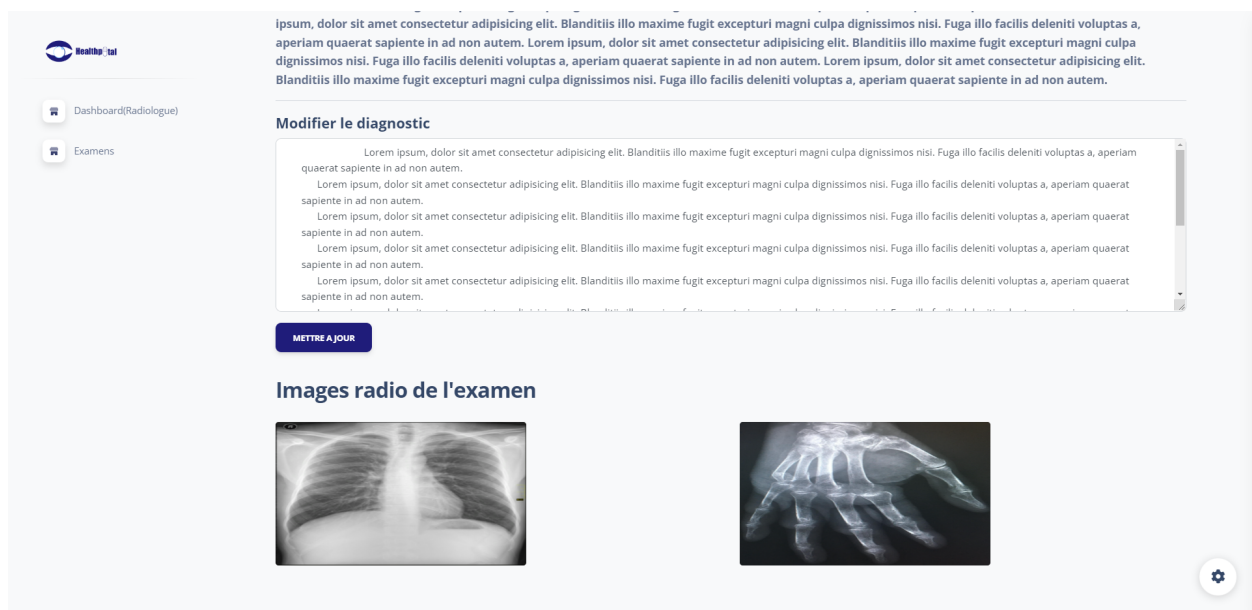 ipsum, dolor sit amet consectetur adipisicing elit. Blanditiis illo maxime fugit excepturi magni culpa dignissimos nisi. Fuga illo facilis deleniti voluptas a,
aperiam quaerat sapiente in ad non autem. Lorem ipsum, dolor sit amet consectetur adipisicing elit. Blanditiis illo maxime fugit excepturi magni culpa
dignissimos nisi. Fuga illo facilis deleniti voluptas a, aperiam quaerat sapiente in ad non autem. Lorem ipsum, dolor sit amet consectetur adipisicing elit.
Blanditiis illo maxime fugit excepturi magni culpa dignissimos nisi. Fuga illo facilis deleniti voluptas a, aperiam quaerat sapiente in ad non autem.
Dashboard(Radiologue)
Examens
Modifier le diagnostic
Lorem ipsum, dolor sit amet consectetur adipisicing elit. Blanditiis illo maxime fugit excepturi magni culpa dignissimos nisi. Fuga illo facilis deleniti voluptas a, aperiam
quaerat sapiente in ad non autem.
Lorem ipsum, dolor sit amet consectetur adipisicing elit. Blanditiis illo maxime fugit excepturi magni culpa dignissimos nisi. Fuga illo facilis deleniti voluptas a, aperiam quaerat
sapiente in ad non autem.
Lorem ipsum, dolor sit amet consectetur adipisicing elit. Blanditiis illo maxime fugit excepturi magni culpa dignissimos nisi. Fuga illo facilis deleniti voluptas a, aperiam quaerat
sapiente in ad non autem.
Lorem ipsum, dolor sit amet consectetur adipisicing elit. Blanditiis illo maxime fugit excepturi magni culpa dignissimos nisi. Fuga illo facilis deleniti voluptas a, aperiam quaerat
sapiente in ad non autem.
Lorem ipsum, dolor sit amet consectetur adipisicing elit. Blanditiis illo maxime fugit excepturi magni culpa dignissimos nisi. Fuga illo facilis deleniti voluptas a, aperiam quaerat
sapiente in ad non autem.
METTRE A JOUR
Images radio de l'examen